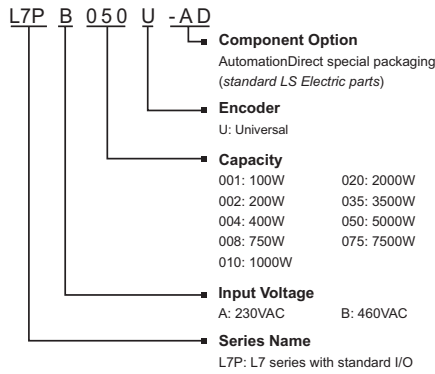 L7P B 050 U -AD
Component Option
AutomationDirect special packaging
(standard LS Electric parts)
Encoder
U: Universal
Capacity
001: 100W 020: 2000W
002: 200W 035: 3500W
004: 400W 050: 5000W
008: 750W 075: 7500W
010: 1000W
Input Voltage
A: 230VAC B: 460VAC
Series Name
L7P: L7 series with standard I/O